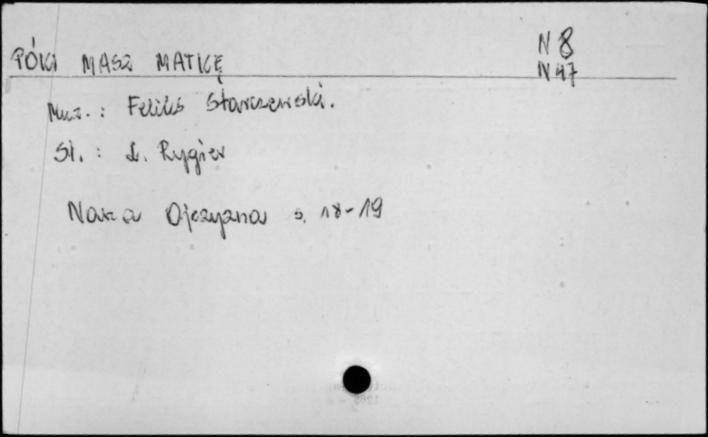 PÓKI MASZ MATKĘ
N 8
N 47
Muz.: Feliks Starczewski.
Sł.: L. Rygier
Nasza Ojczyzna s. 18-19